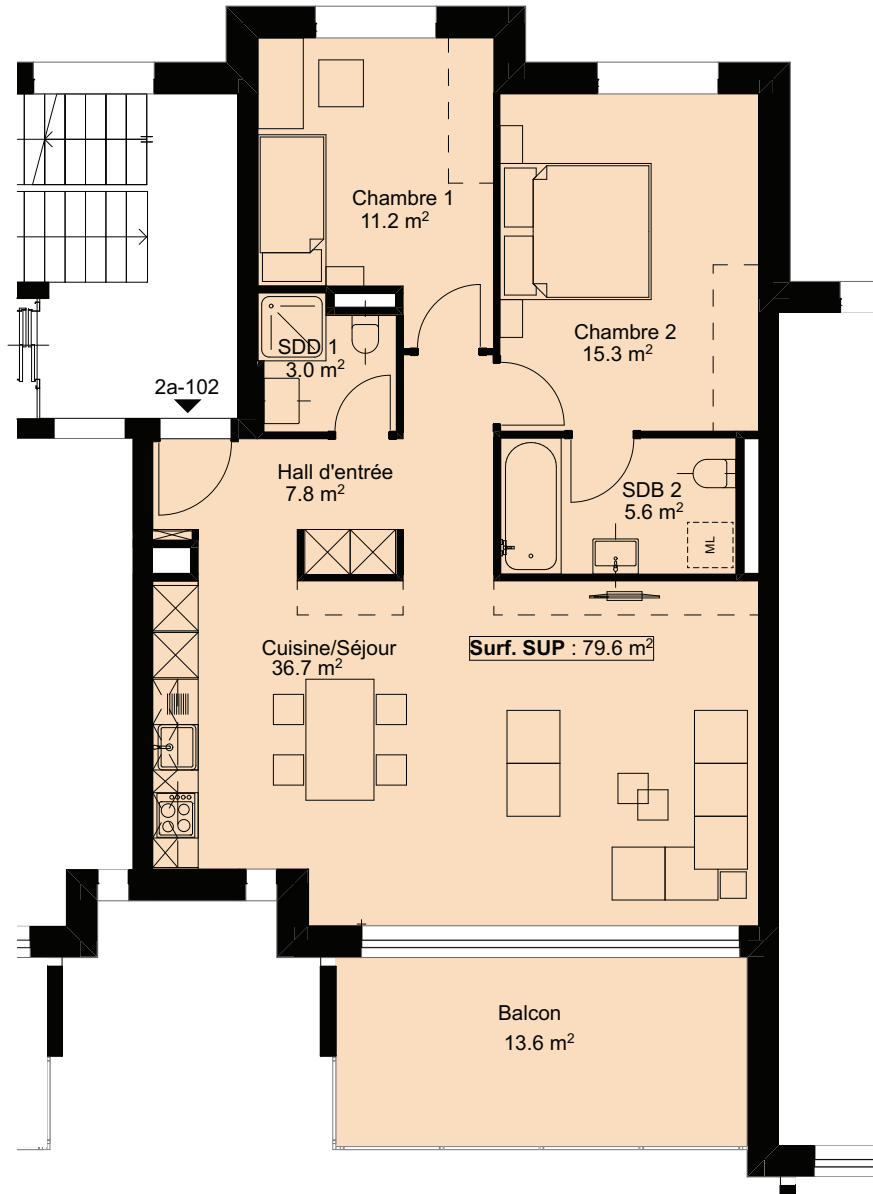 Chambre 1
11.2 m²
Chambre 2
15.3 m²
SDD 1
3.0 m²
2a-102
Hall d'entrée
7.8 m²
SDB 2
5.6 m²
ML
Cuisine/Séjour
36.7 m²
Surf. SUP : 79.6 m²
Balcon
13.6 m²